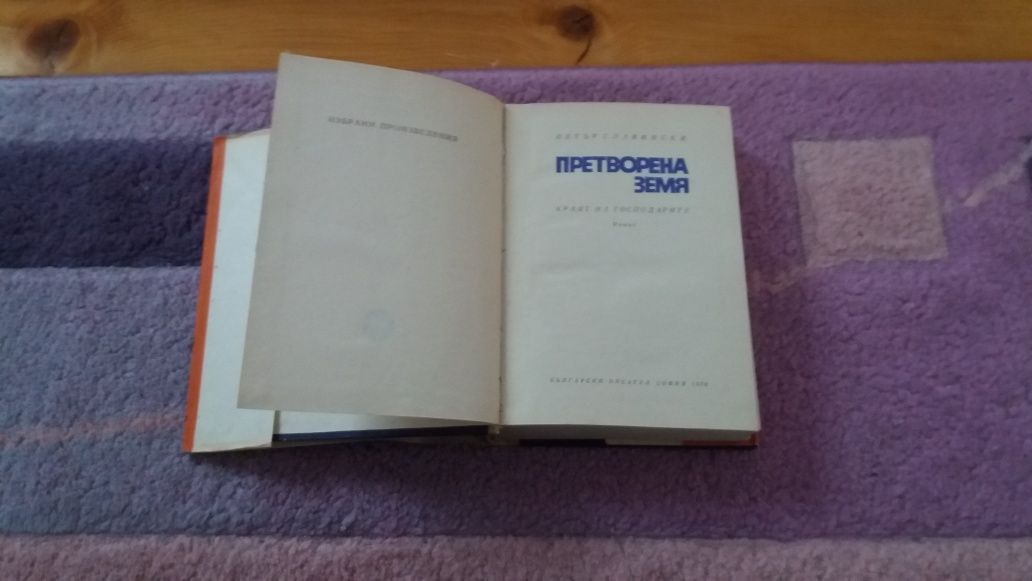 ИЗБРАНИ ПРОИЗВЕДЕНИЯ
ПЕТЪР СЛАВИНСКИ
ПРЕТВОРЕНА
ЗЕМЯ
КРАЯТ НА ГОСПОДАРИТЕ
Роман
БЪЛГАРСКИ ПИСАТЕЛ СОФИЯ